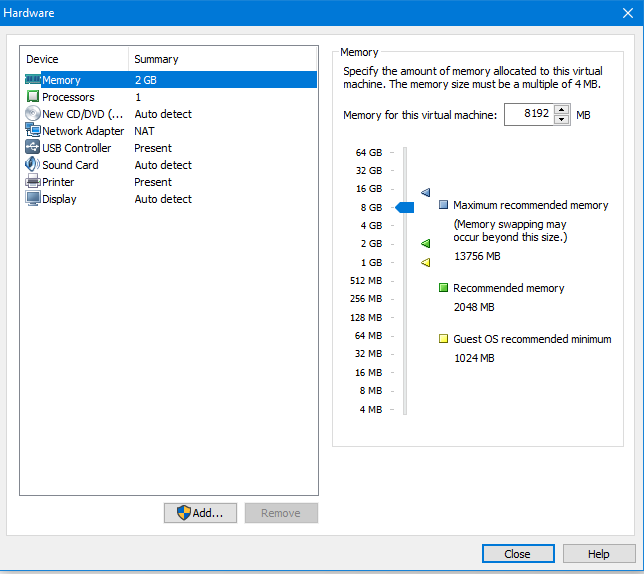 Hardware
Device Summary
Memory 2 GB
Processors 1
New CD/DVD (... Auto detect
Network Adapter NAT
USB Controller Present
Sound Card Auto detect
Printer Present
Display Auto detect
Add...
Remove
Memory
Specify the amount of memory allocated to this virtual
machine. The memory size must be a multiple of 4 MB.
Memory for this virtual machine: 8192 MB
64 GB
32 GB
16 GB
8 GB
4 GB
2 GB
1 GB
512 MB
256 MB
128 MB
64 MB
32 MB
16 MB
8 MB
4 MB
Maximum recommended memory
(Memory swapping may
occur beyond this size.)
13756 MB
Recommended memory
2048 MB
Guest OS recommended minimum
1024 MB
Close
Help